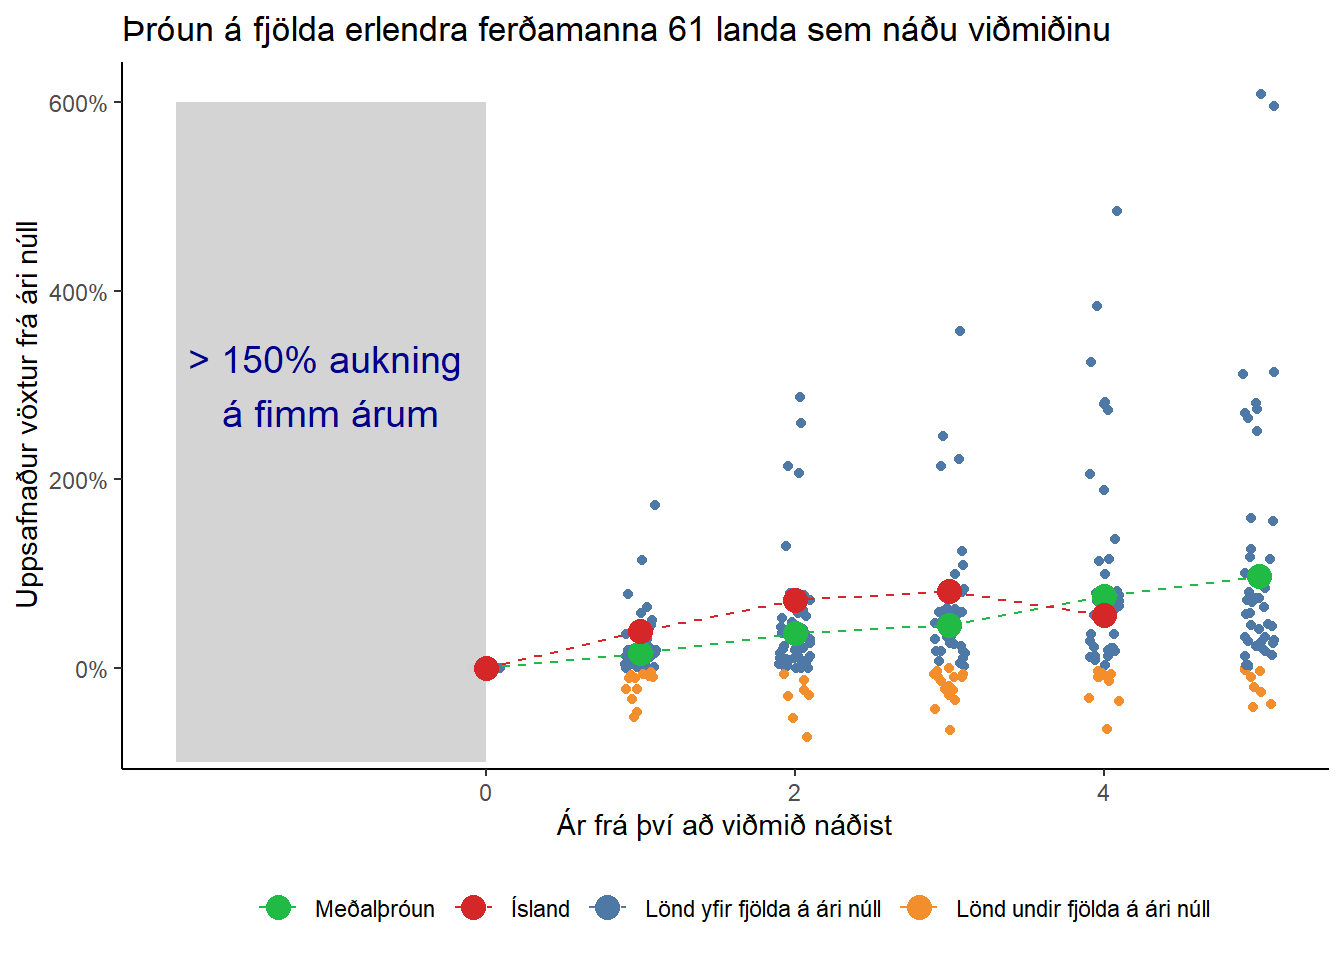 Þróun á fjölda erlendra ferðamanna 61 landa sem náðu viðmiðinu
Uppsafnaður vöxtur frá ári núll
600%
400%
200%
0%
> 150% aukning
á fimm árum
0
2
4
Ár frá því að viðmið náðist
Meðalþróun
Ísland
Lönd yfir fjölda á ári núll
Lönd undir fjölda á ári núll